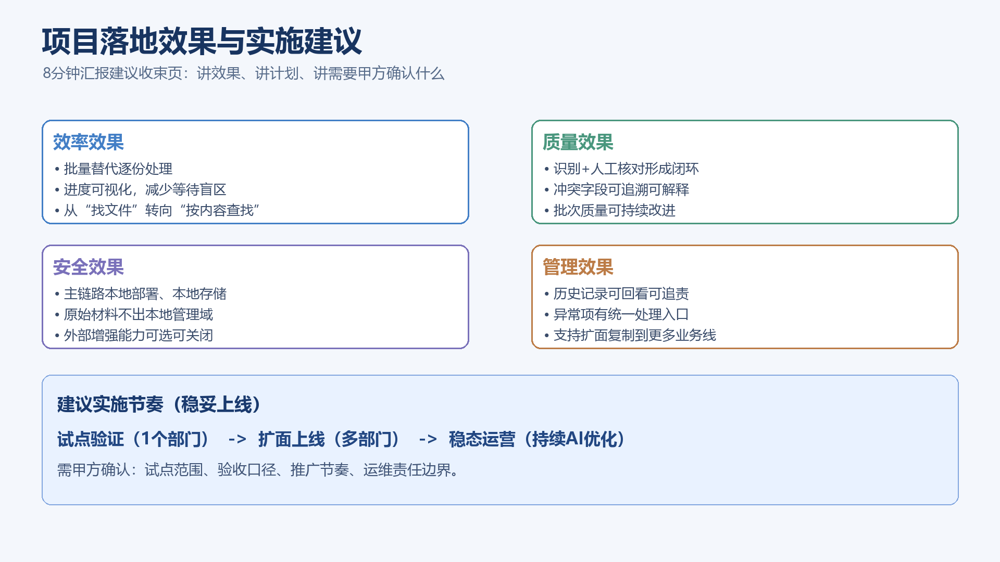 项目落地效果与实施建议
8分钟汇报建议收束页：讲效果、讲计划、讲需要甲方确认什么
效率效果
• 批量替代逐份处理
• 进度可视化，减少等待盲区
• 从“找文件”转向“按内容查找”
质量效果
• 识别+人工核对形成闭环
• 冲突字段可追溯可解释
• 批次质量可持续改进
安全效果
• 主链路本地部署、本地存储
• 原始材料不出本地管理域
• 外部增强能力可选可关闭
管理效果
• 历史记录可回看可追责
• 异常项有统一处理入口
• 支持扩面复制到更多业务线
建议实施节奏（稳妥上线）
试点验证（1个部门） -> 扩面上线（多部门） -> 稳态运营（持续AI优化）
需甲方确认：试点范围、验收口径、推广节奏、运维责任边界。